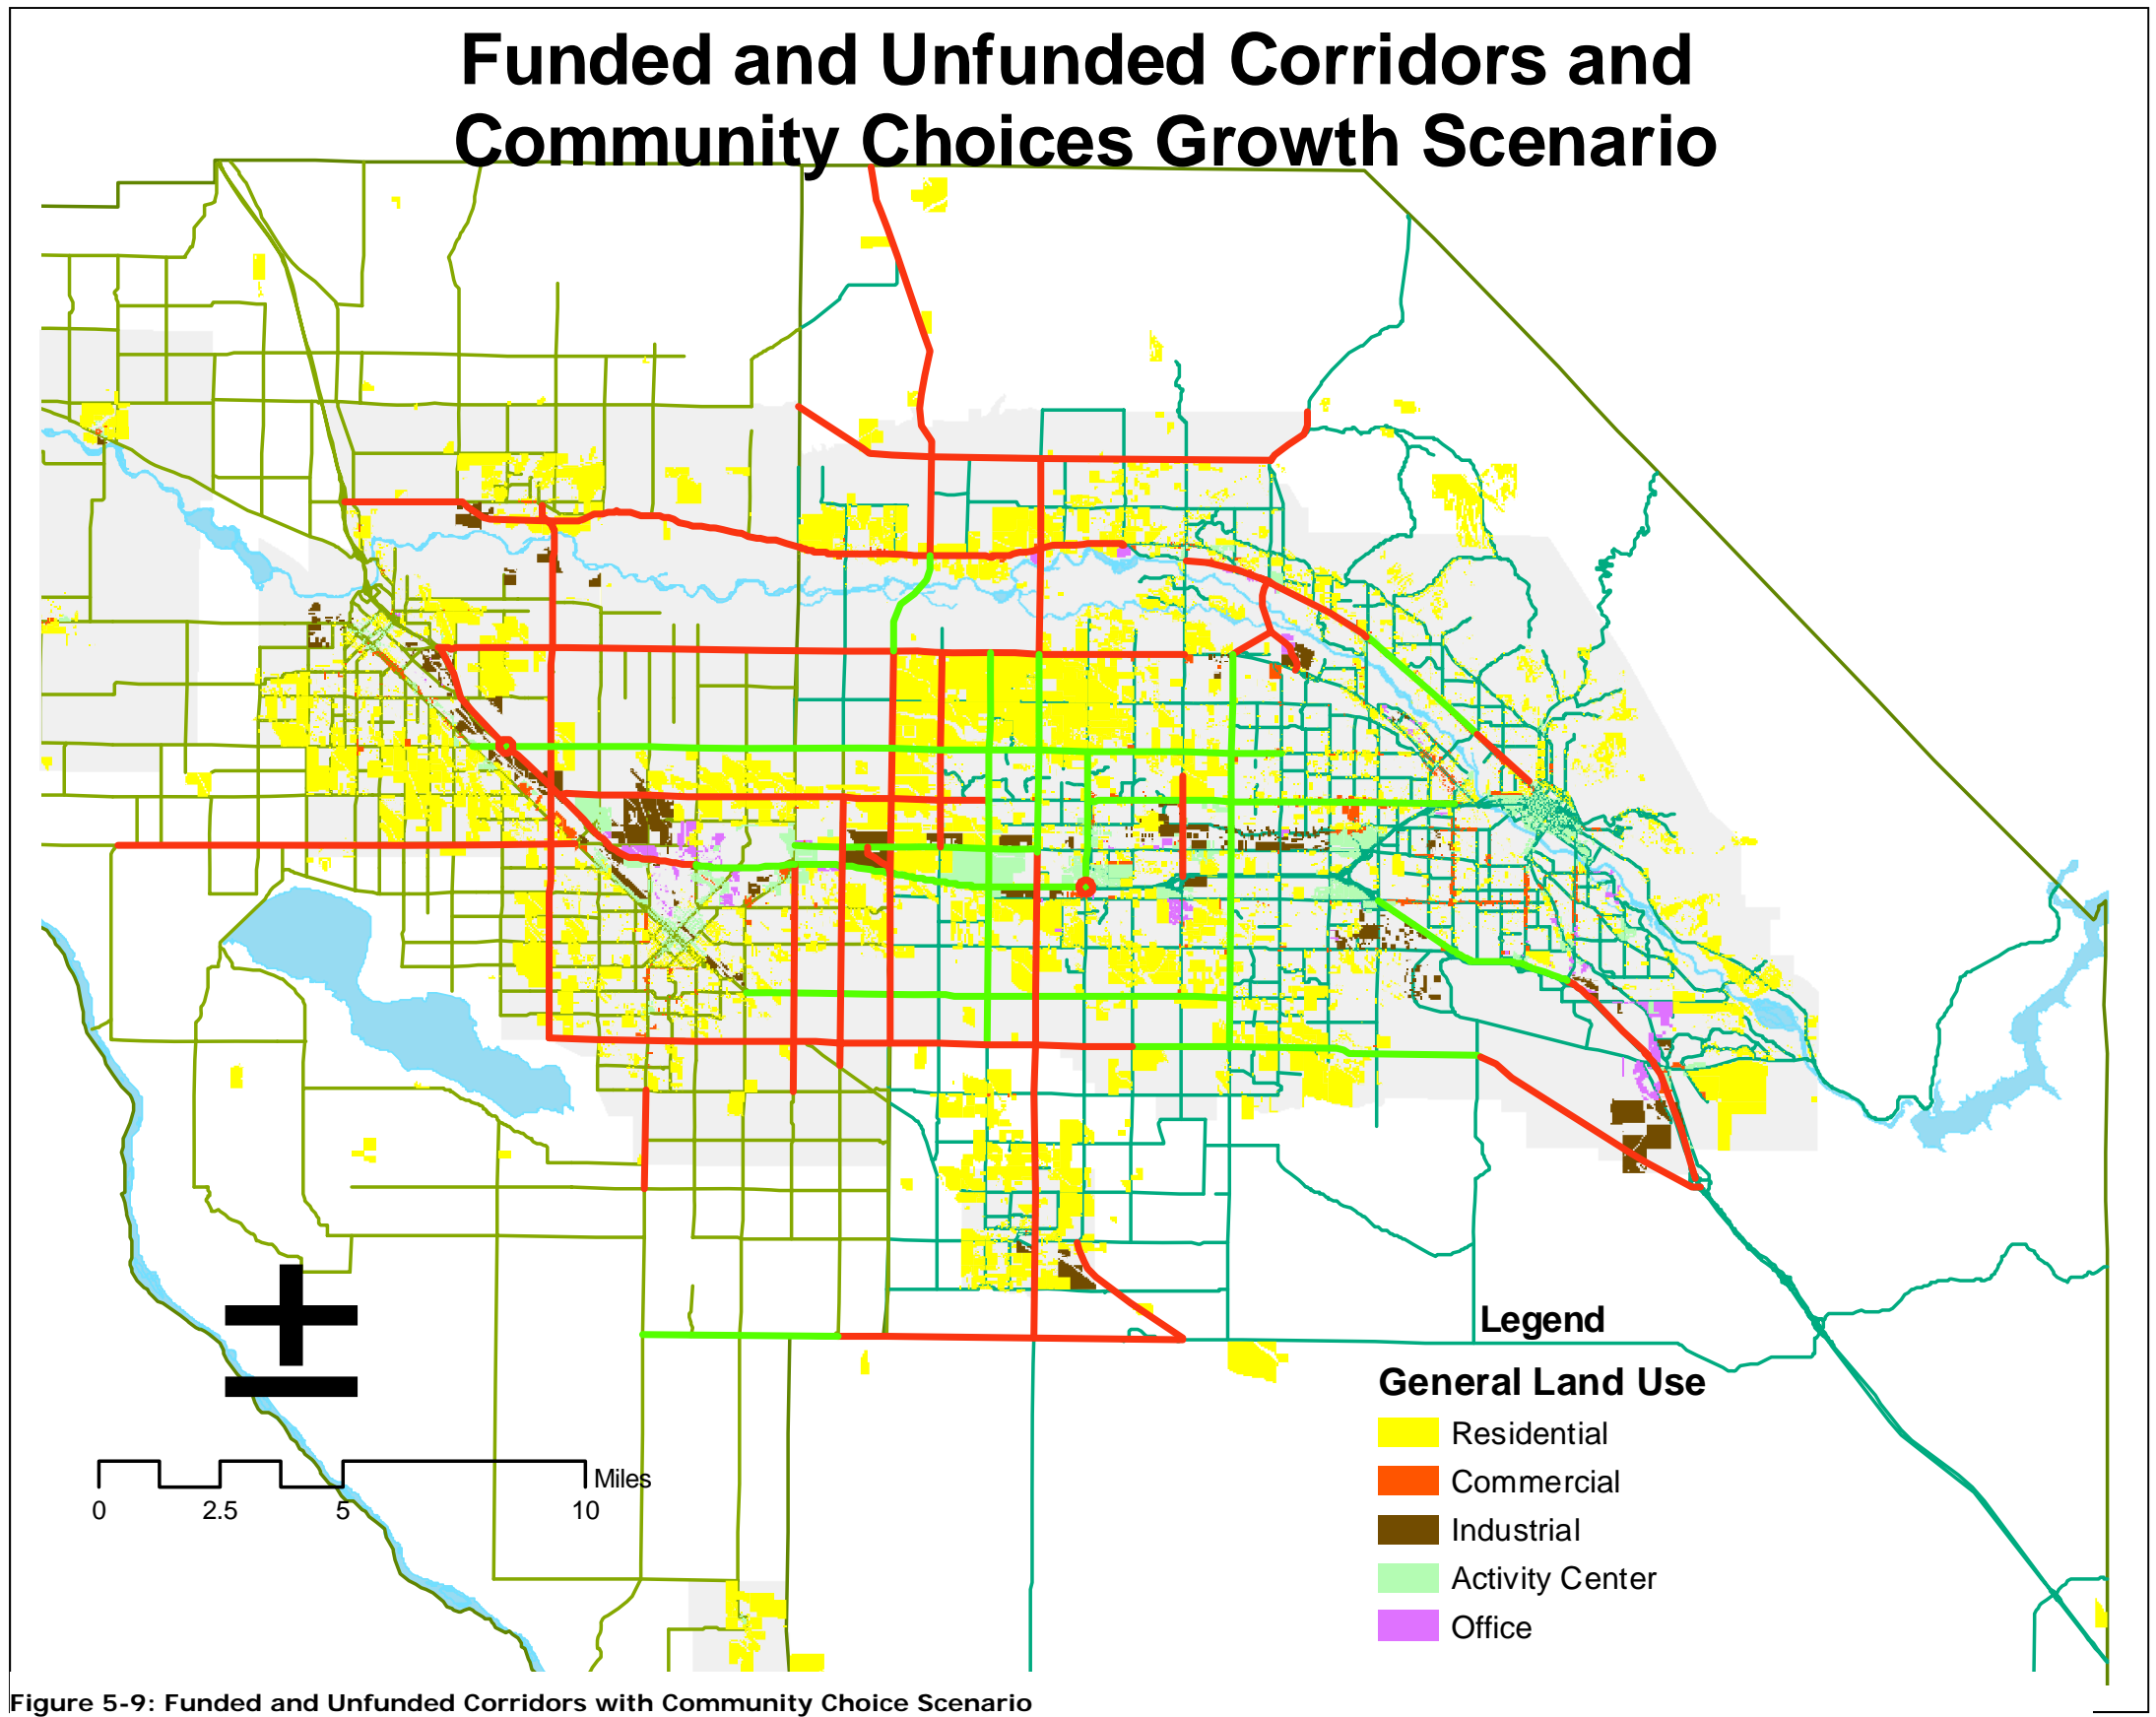 Funded and Unfunded Corridors and
Community Choices Growth Scenario
Legend
General Land Use
Residential
Commercial
Industrial
Activity Center
Office
Miles
0 2.5 5 10
Figure 5-9: Funded and Unfunded Corridors with Community Choice Scenario